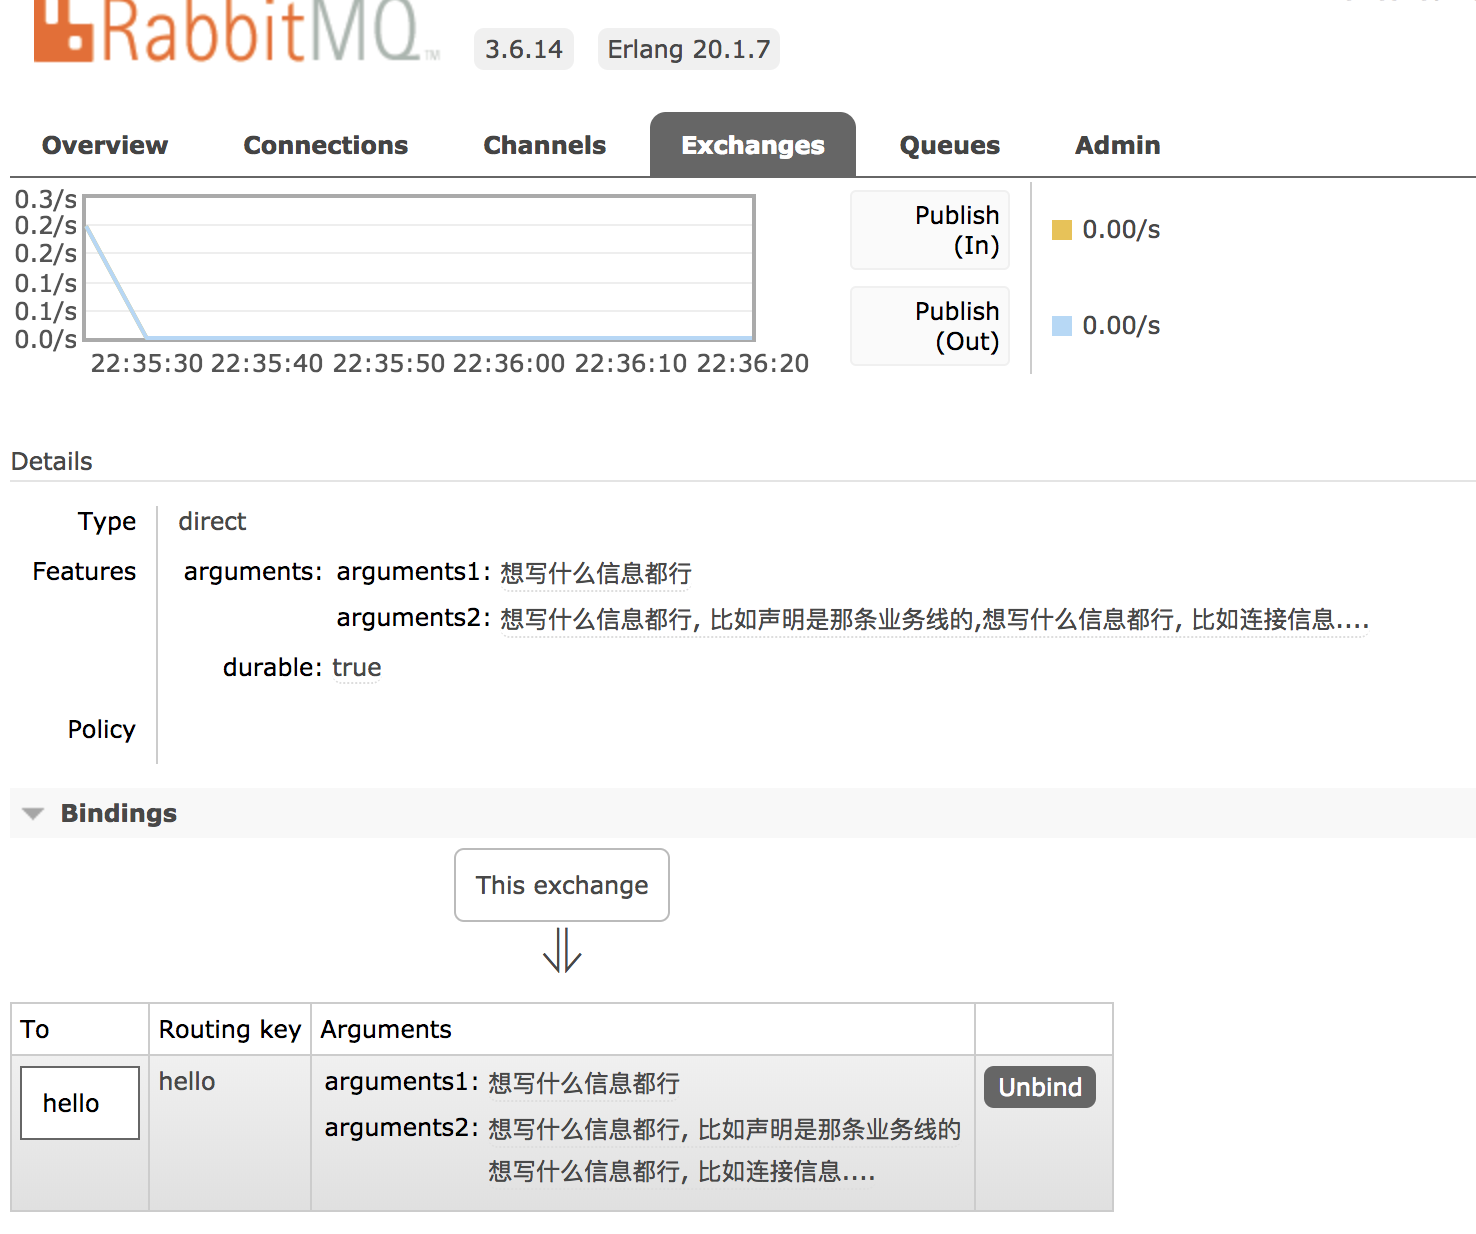 RabbitMQ™ 3.6.14 Erlang 20.1.7
Overview Connections Channels Exchanges Queues Admin
0.3/s
0.2/s
0.2/s
0.1/s
0.1/s
0.0/s
22:35:30 22:35:40 22:35:50 22:36:00 22:36:10 22:36:20
Publish
(In)
0.00/s
Publish
(Out)
0.00/s
Details
Type direct
Features arguments: arguments1: 想写什么信息都行
arguments2: 想写什么信息都行, 比如声明是那条业务线的,想写什么信息都行, 比如连接信息....
durable: true
Policy
Bindings
This exchange
⇓
To Routing key Arguments
hello hello arguments1: 想写什么信息都行 Unbind
arguments2: 想写什么信息都行, 比如声明是那条业务线的
想写什么信息都行, 比如连接信息....